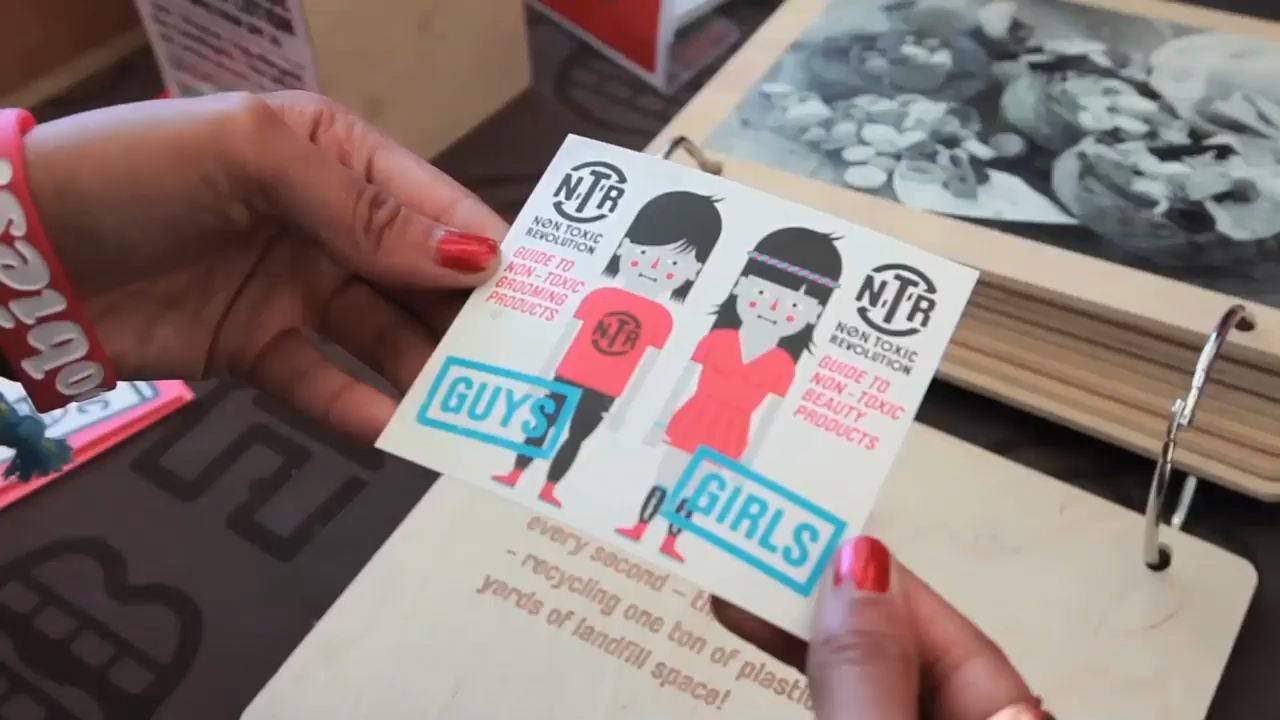 NTR
NON TOXIC
REVOLUTION
GUIDE TO
NON-TOXIC
GROOMING
PRODUCTS
GUYS
NTR
NTR
NON TOXIC
REVOLUTION
GUIDE TO
NON-TOXIC
BEAUTY
PRODUCTS
GIRLS
every second -
- recycling one ton of plastic
yerds of landfill space!